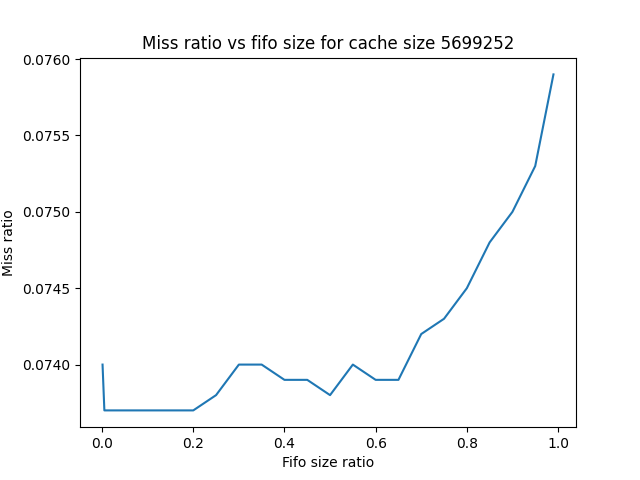 Miss ratio vs fifo size for cache size 5699252
0.0760
0.0755
0.0750
0.0745
0.0740
Miss ratio
0.0 0.2 0.4 0.6 0.8 1.0
Fifo size ratio